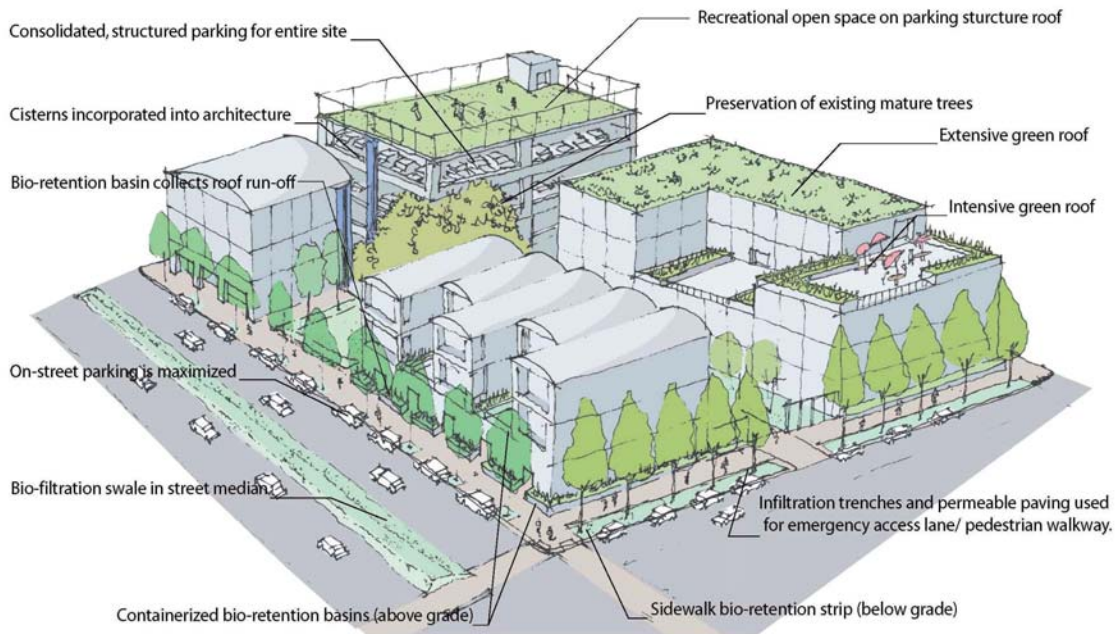 Consolidated, structured parking for entire site
Recreational open space on parking sturcture roof
Cisterns incorporated into architecture
Preservation of existing mature trees
Extensive green roof
Bio-retention basin collects roof run-off
Intensive green roof
On-street parking is maximized
Bio-filtration swale in street median
Infiltration trenches and permeable paving used
for emergency access lane/ pedestrian walkway.
Containerized bio-retention basins (above grade)
Sidewalk bio-retention strip (below grade)